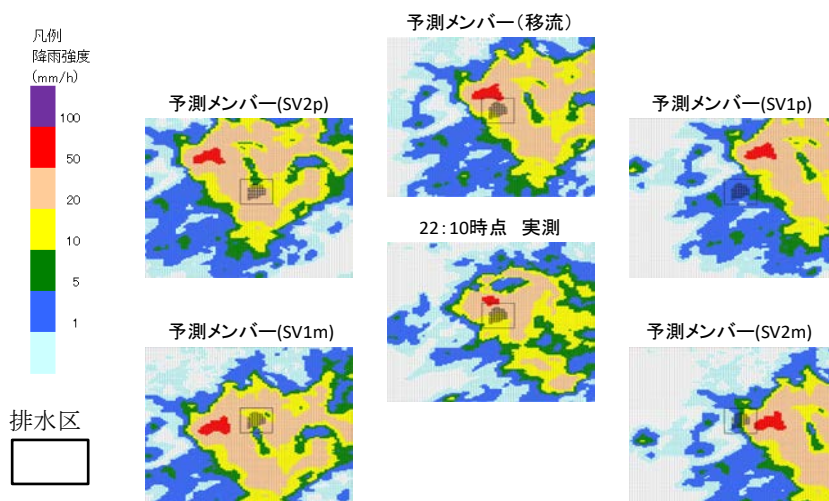 凡例
降雨強度
(mm/h)
100
50
20
10
5
1
排水区
予測メンバー(移流)
予測メンバー(SV2p)
予測メンバー(SV1p)
22:10時点 実測
予測メンバー(SV1m)
予測メンバー(SV2m)